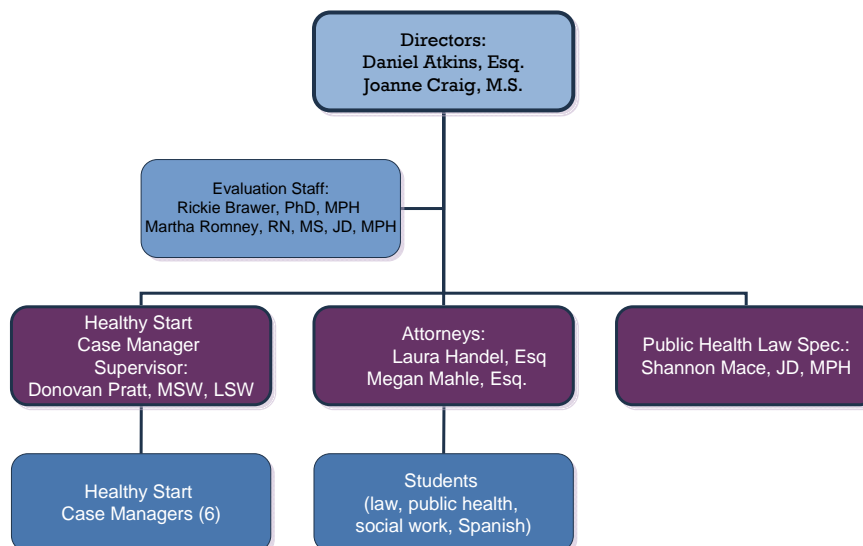 Directors:
Daniel Atkins, Esq.
Joanne Craig, M.S.
Evaluation Staff:
Rickie Brawer, PhD, MPH
Martha Romney, RN, MS, JD, MPH
Healthy Start
Case Manager
Supervisor:
Donovan Pratt, MSW, LSW
Attorneys:
Laura Handel, Esq
Megan Mahle, Esq.
Public Health Law Spec.:
Shannon Mace, JD, MPH
Healthy Start
Case Managers (6)
Students
(law, public health,
social work, Spanish)